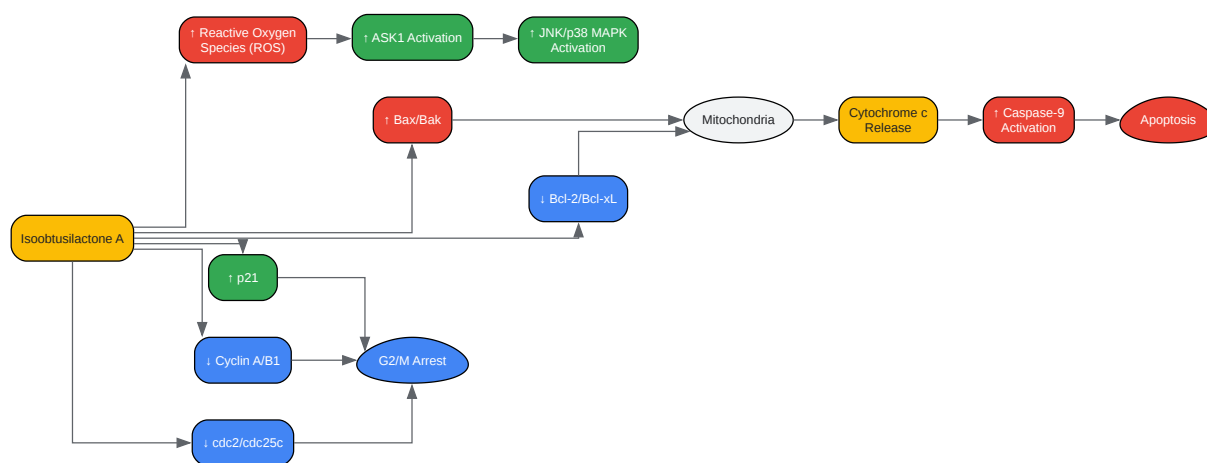 ↑ Reactive Oxygen
Species (ROS)
↑ ASK1 Activation
↑ JNK/p38 MAPK
Activation
↑ Bax/Bak
Mitochondria
Cytochrome c
Release
↑ Caspase-9
Activation
Apoptosis
↓ Bcl-2/Bcl-xL
Isoobtusilactone A
↑ p21
↓ Cyclin A/B1
G2/M Arrest
↓ cdc2/cdc25c